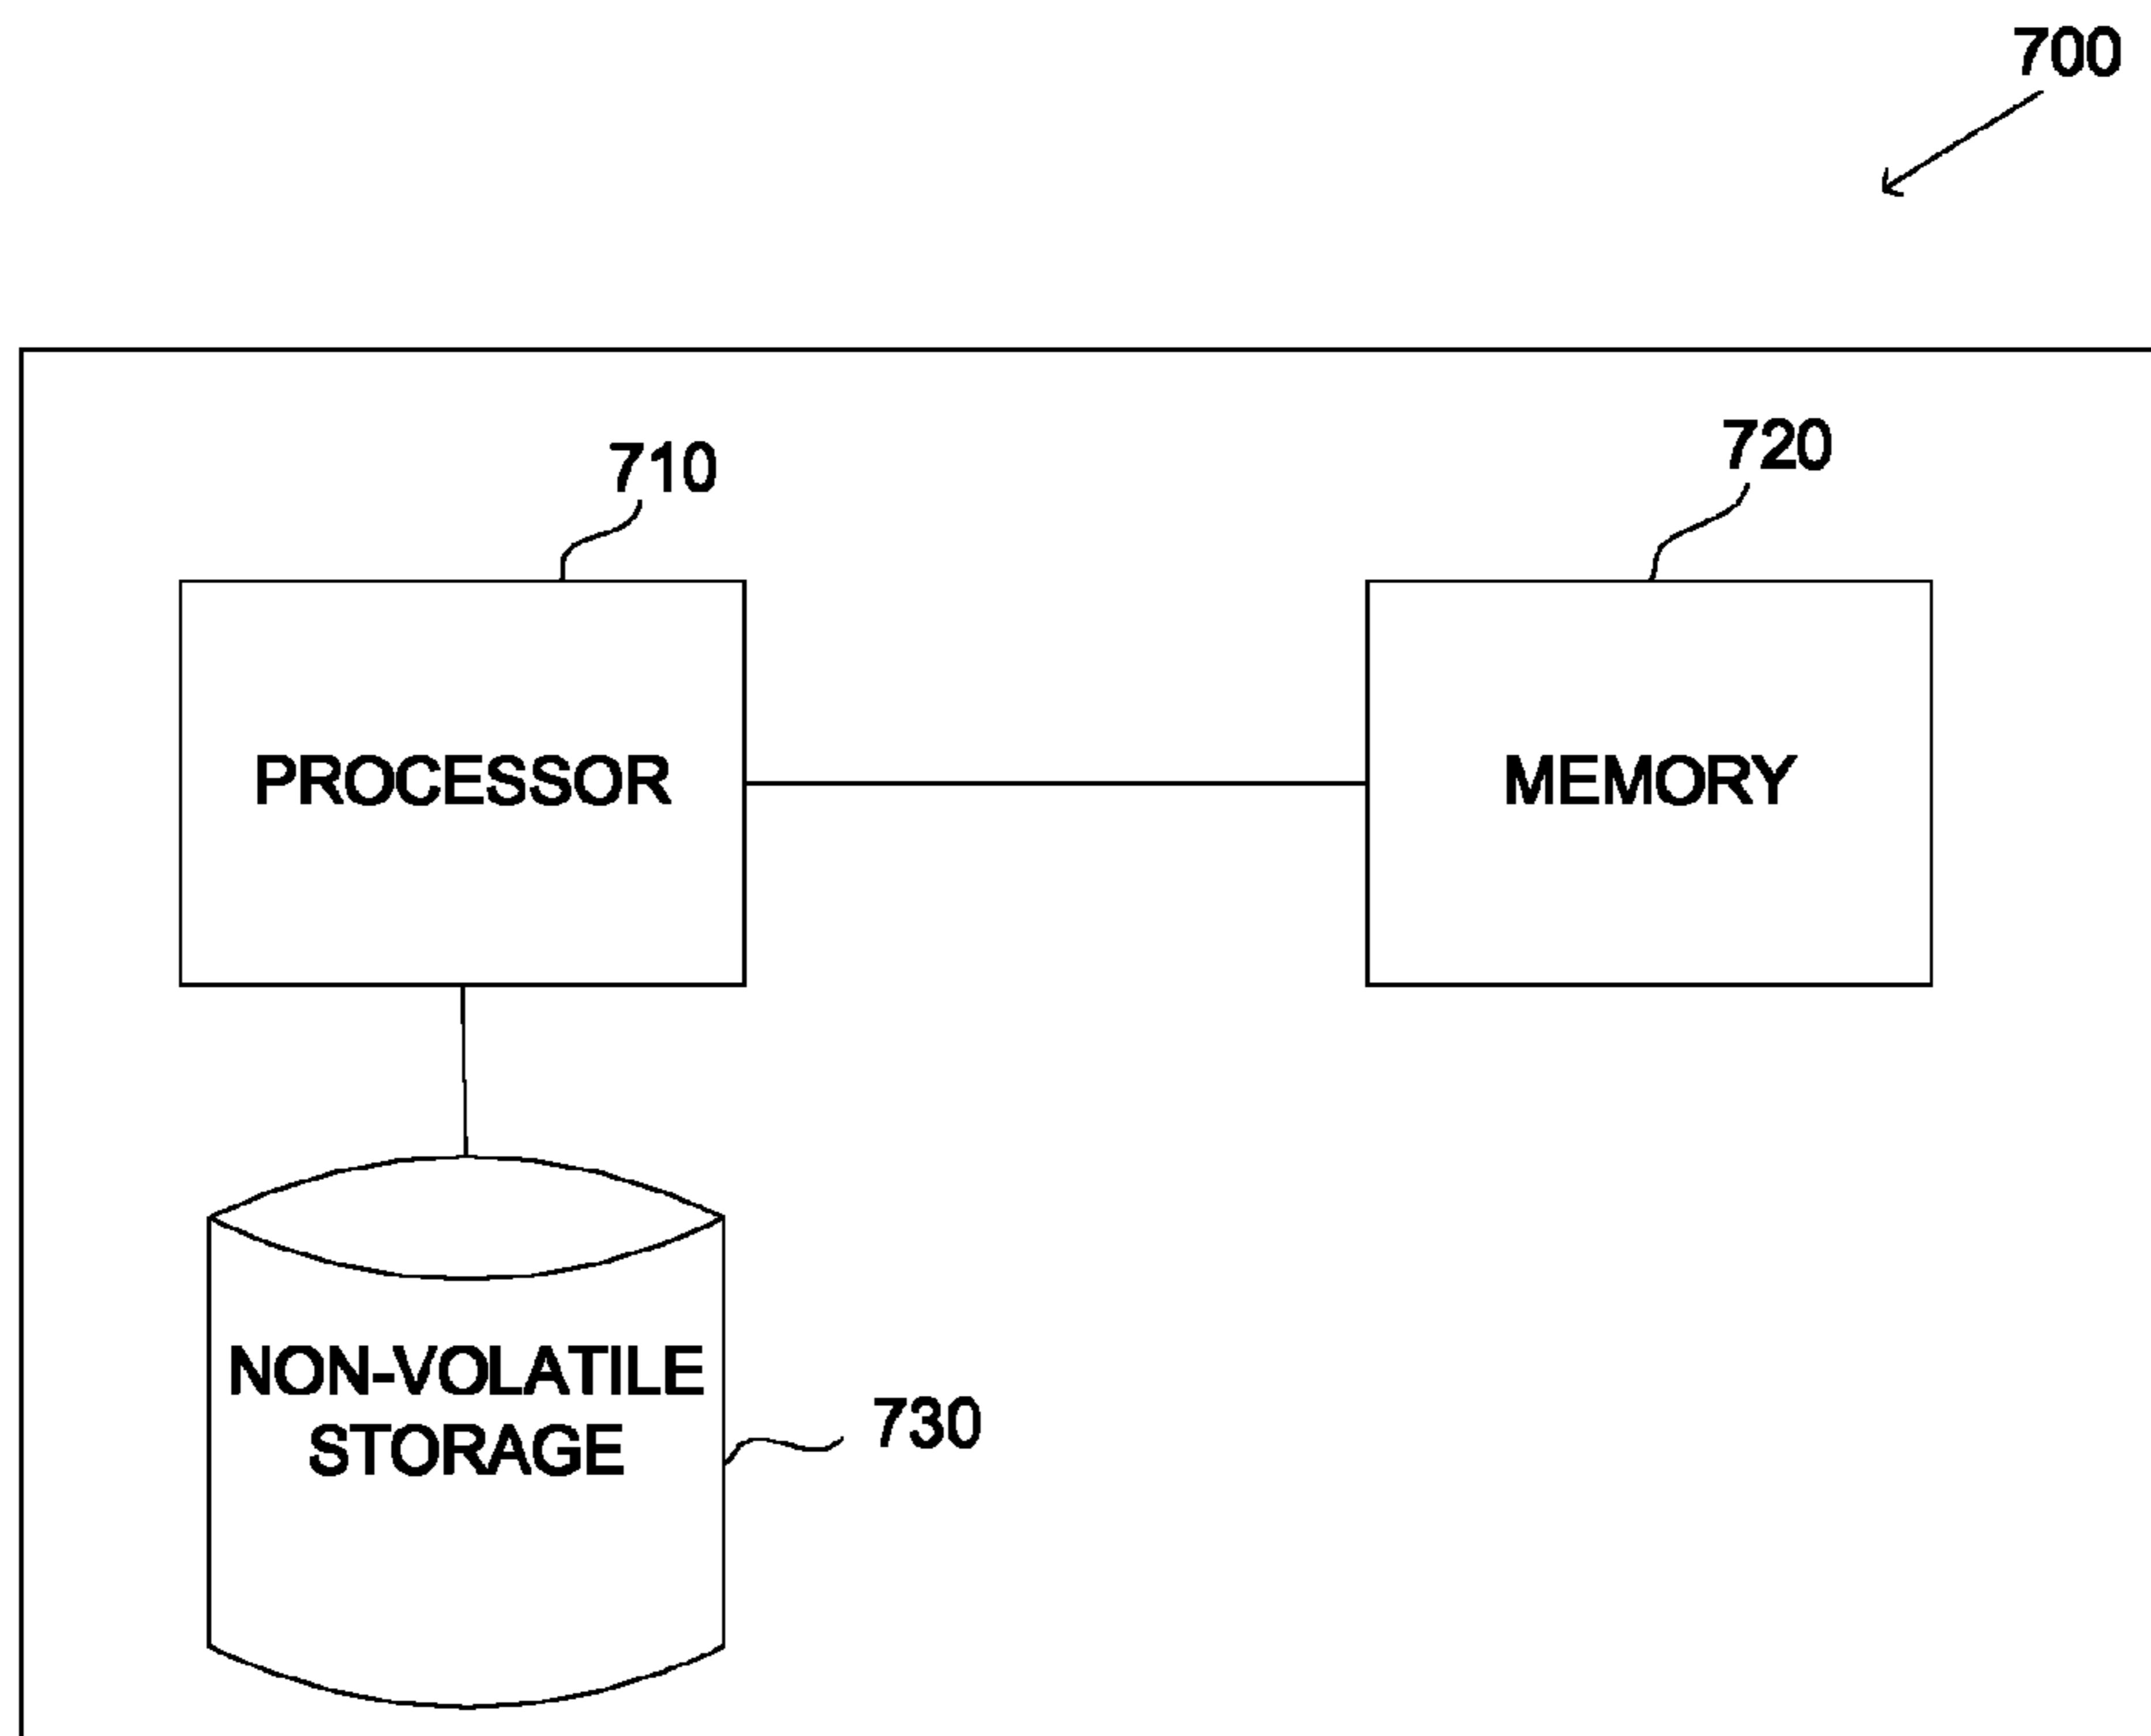 700
710
720
PROCESSOR
MEMORY
NON-VOLATILE
STORAGE
730